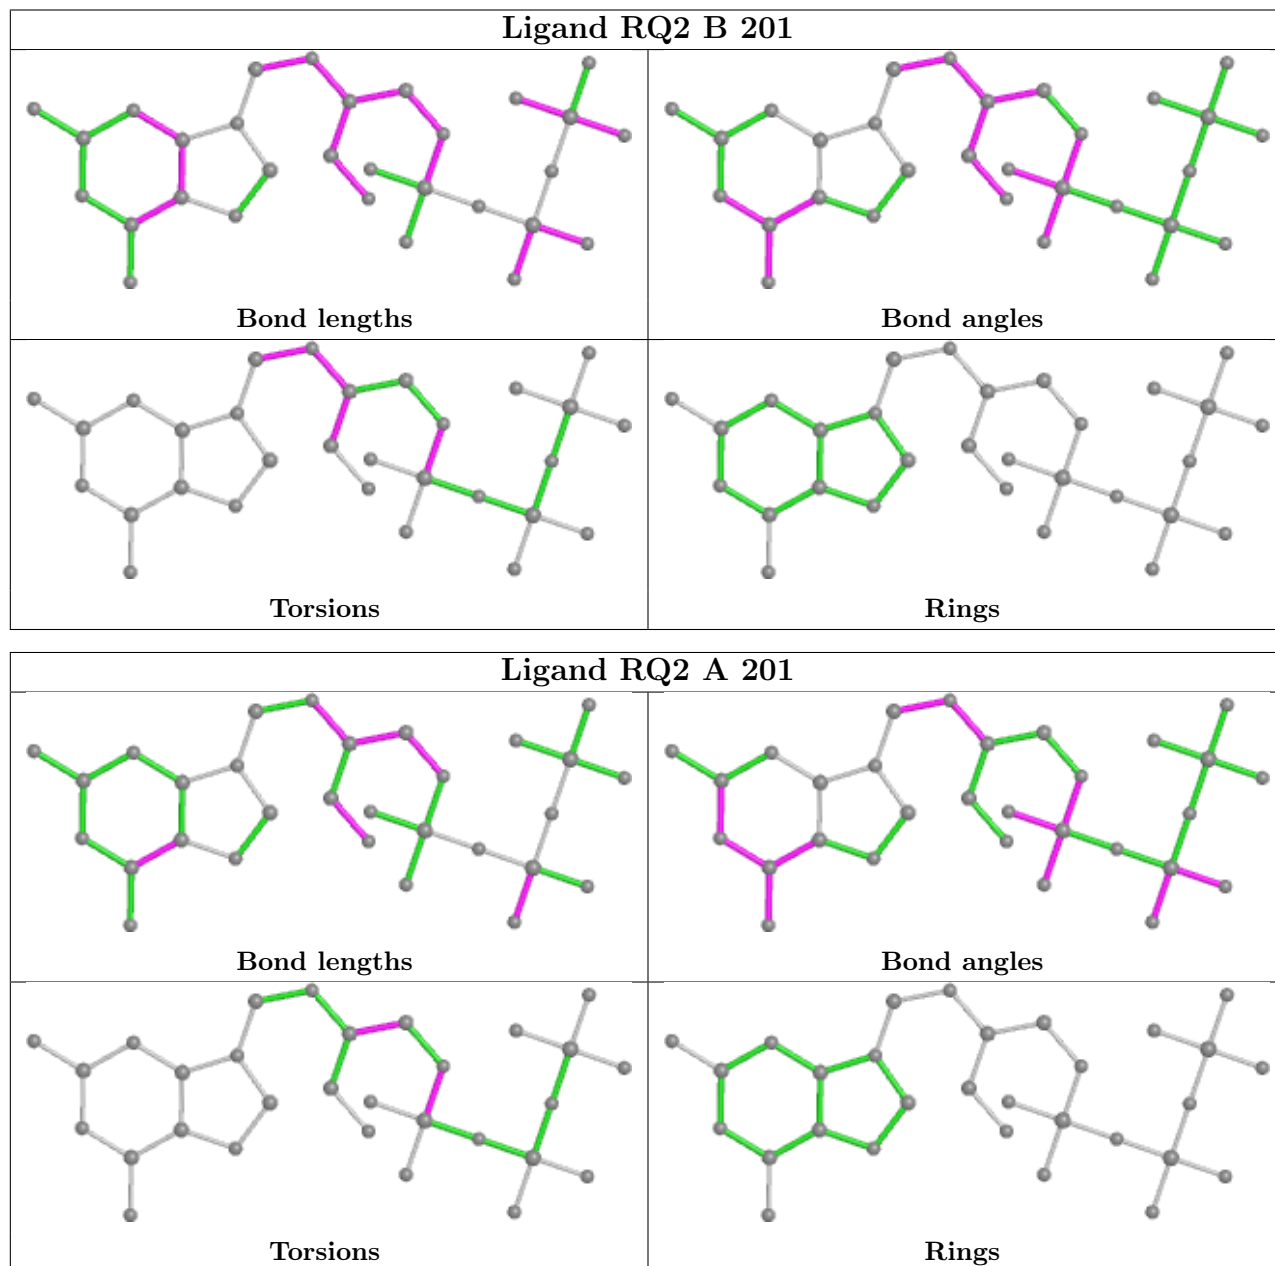 Ligand RQ2 B 201
Bond lengths
Bond angles
Torsions
Rings
Ligand RQ2 A 201
Bond lengths
Bond angles
Torsions
Rings